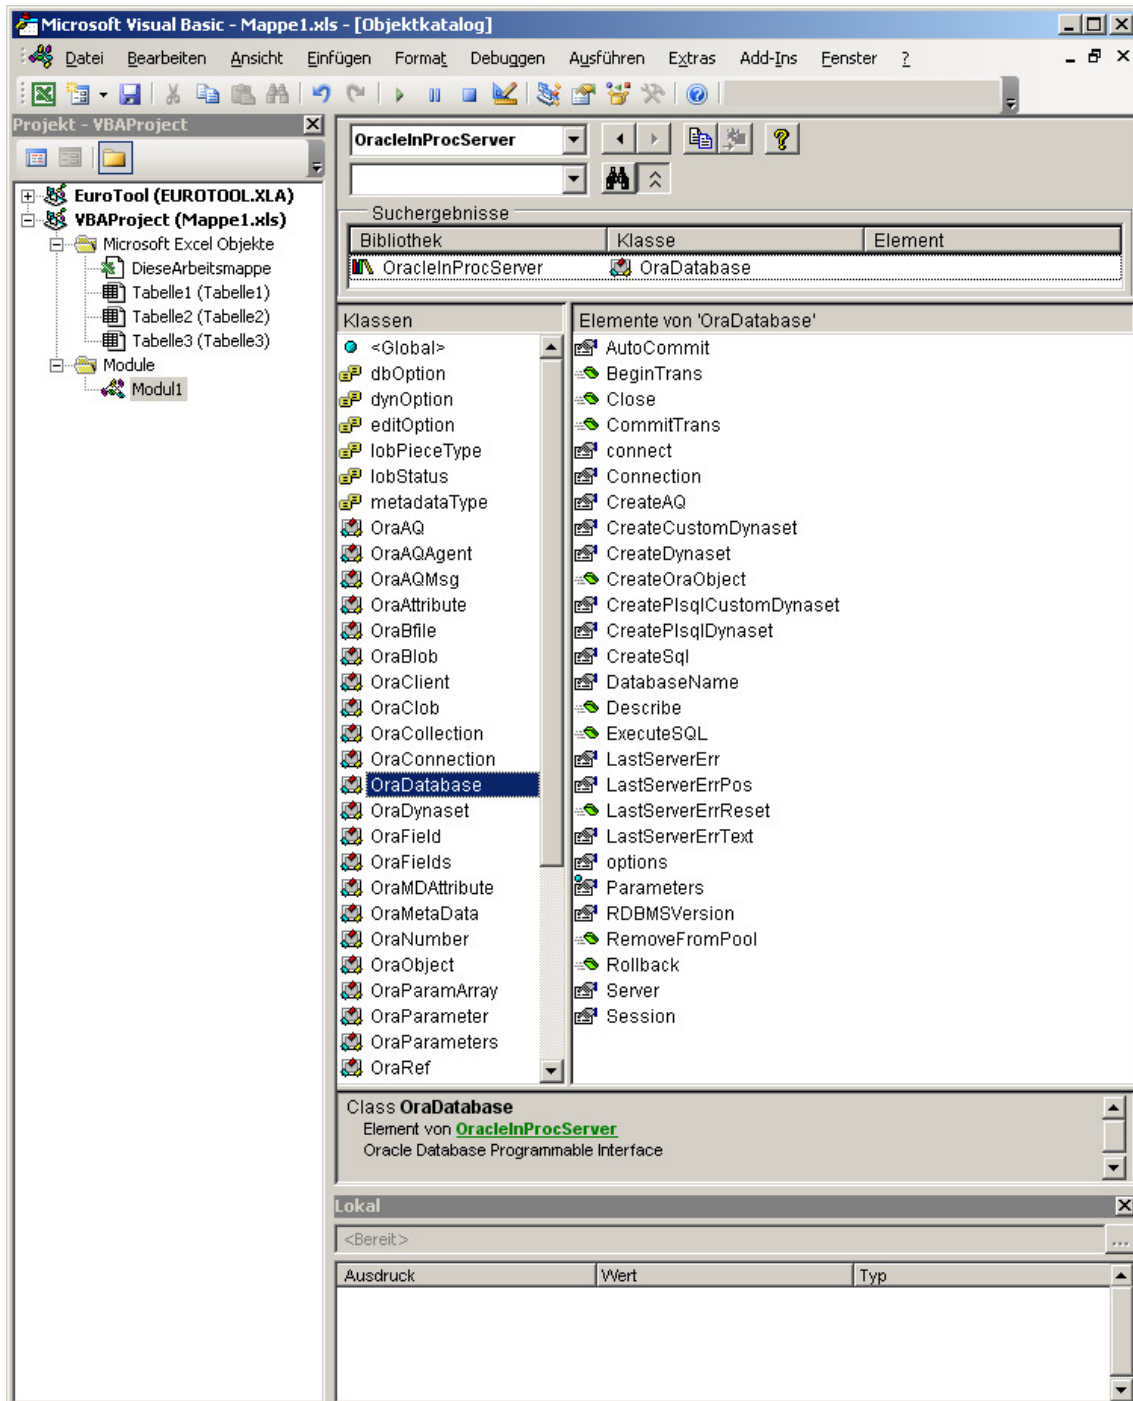 Microsoft Visual Basic - Mappe1.xls - [Objektkatalog]
Datei Bearbeiten Ansicht Einfügen Format Debuggen Ausführen Extras Add-Ins Fenster ?
Projekt - VBAProject
EuroTool (EUROTOOL.XLA)
VBAProject (Mappe1.xls)
Microsoft Excel Objekte
DieseArbeitsmappe
Tabelle1 (Tabelle1)
Tabelle2 (Tabelle2)
Tabelle3 (Tabelle3)
Module
Modul1
OracleInProcServer
Suchergebnisse
Bibliothek Klasse Element
OracleInProcServer OraDatabase
Klassen
<Global>
dbOption
dynOption
editOption
lobPieceType
lobStatus
metadataType
OraAQ
OraAQAgent
OraAQMsg
OraAttribute
OraBfile
OraBlob
OraClient
OraClob
OraCollection
OraConnection
OraDatabase
OraDynaset
OraField
OraFields
OraMDAttribute
OraMetaData
OraNumber
OraObject
OraParamArray
OraParameter
OraParameters
OraRef
Elemente von 'OraDatabase'
AutoCommit
BeginTrans
Close
CommitTrans
connect
Connection
CreateAQ
CreateCustomDynaset
CreateDynaset
CreateOraObject
CreatePlsqlCustomDynaset
CreatePlsqlDynaset
CreateSql
DatabaseName
Describe
ExecuteSQL
LastServerErr
LastServerErrPos
LastServerErrReset
LastServerErrText
options
Parameters
RDBMSVersion
RemoveFromPool
Rollback
Server
Session
Class OraDatabase
Element von OracleInProcServer
Oracle Database Programmable Interface
Lokal
<Bereit>
...
Ausdruck Wert Typ